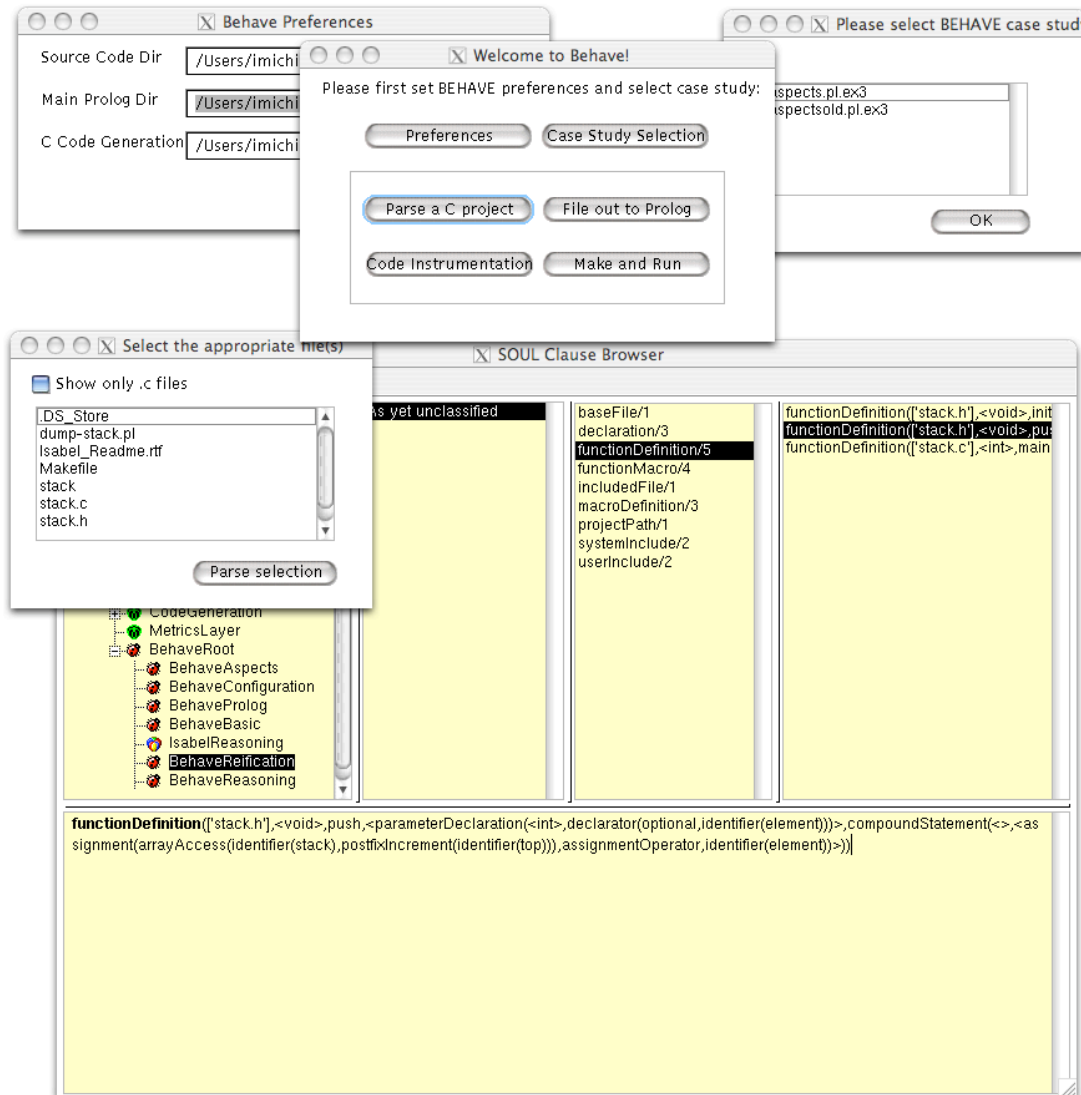 Behave Preferences
Source Code Dir
/Users/imichi
Main Prolog Dir
/Users/imichi
C Code Generation
/Users/imichi
Welcome to Behave!
Please first set BEHAVE preferences and select case study:
Preferences
Case Study Selection
Parse a C project
File out to Prolog
Code Instrumentation
Make and Run
Please select BEHAVE case stud
spects.pl.ex3
spectsold.pl.ex3
OK
Select the appropriate file(s)
Show only .c files
.DS_Store
dump-stack.pl
Isabel_Readme.rtf
Makefile
stack
stack.c
stack.h
Parse selection
SOUL Clause Browser
CodeGeneration
MetricsLayer
BehaveRoot
BehaveAspects
BehaveConfiguration
BehaveProlog
BehaveBasic
IsabelReasoning
BehaveReification
BehaveReasoning
As yet unclassified
baseFile/1
declaration/3
functionDefinition/5
functionMacro/4
includedFile/1
macroDefinition/3
projectPath/1
systemInclude/2
userInclude/2
functionDefinition(['stack.h'],<void>,init
functionDefinition(['stack.h'],<void>,pu
functionDefinition(['stack.c'],<int>,main
functionDefinition(['stack.h'],<void>,push,<parameterDeclaration(<int>,declarator(optional,identifier(element)))>,compoundStatement(<>,<as
signment(arrayAccess(identifier(stack),postfixIncrement(identifier(top))),assignmentOperator,identifier(element))>))